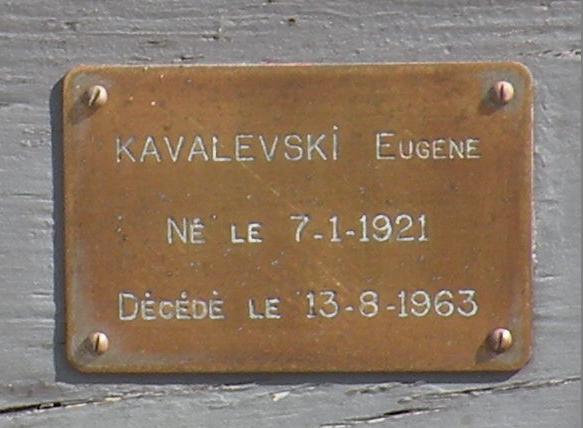 KAVALEVSKi EUGENE
NÉ LE 7-1-1921
DÉCÉDÉ LE 13-8-1963